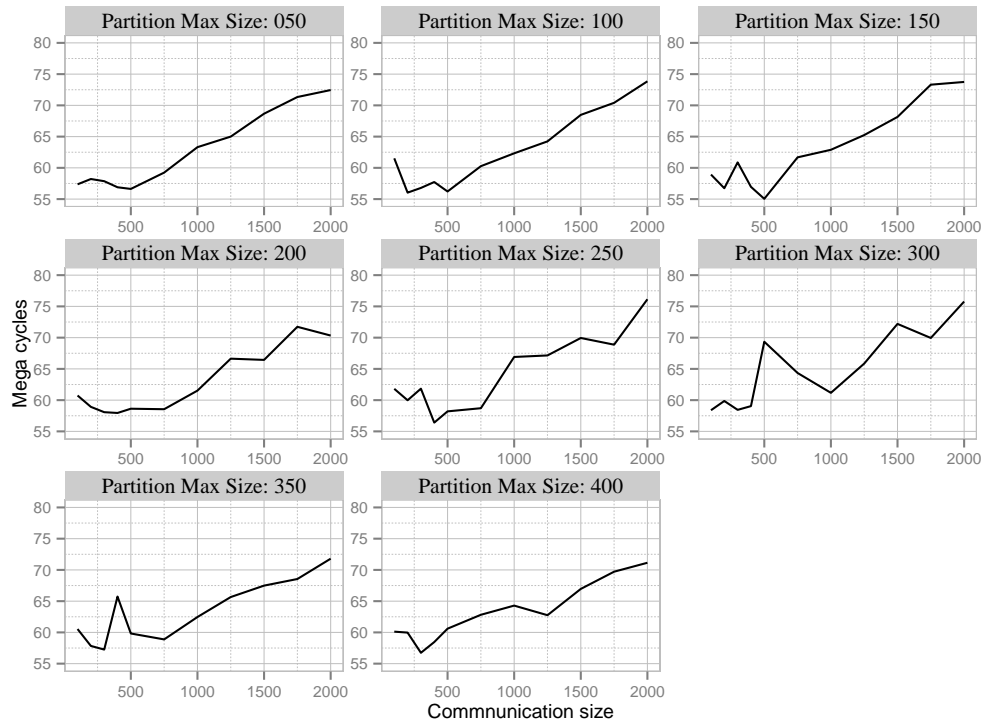 Partition Max Size: 050 Partition Max Size: 100 Partition Max Size: 150
80 80 80
75 75 75
70 70 70
65 65 65
60 60 60
55 55 55
500 1000 1500 2000 500 1000 1500 2000 500 1000 1500 2000
Partition Max Size: 200 Partition Max Size: 250 Partition Max Size: 300
80 80 80
75 75 75
70 70 70
65 65 65
60 60 60
55 55 55
500 1000 1500 2000 500 1000 1500 2000 500 1000 1500 2000
Mega cycles
Partition Max Size: 350 Partition Max Size: 400
80 80
75 75
70 70
65 65
60 60
55 55
500 1000 1500 2000 500 1000 1500 2000
Commnunication size